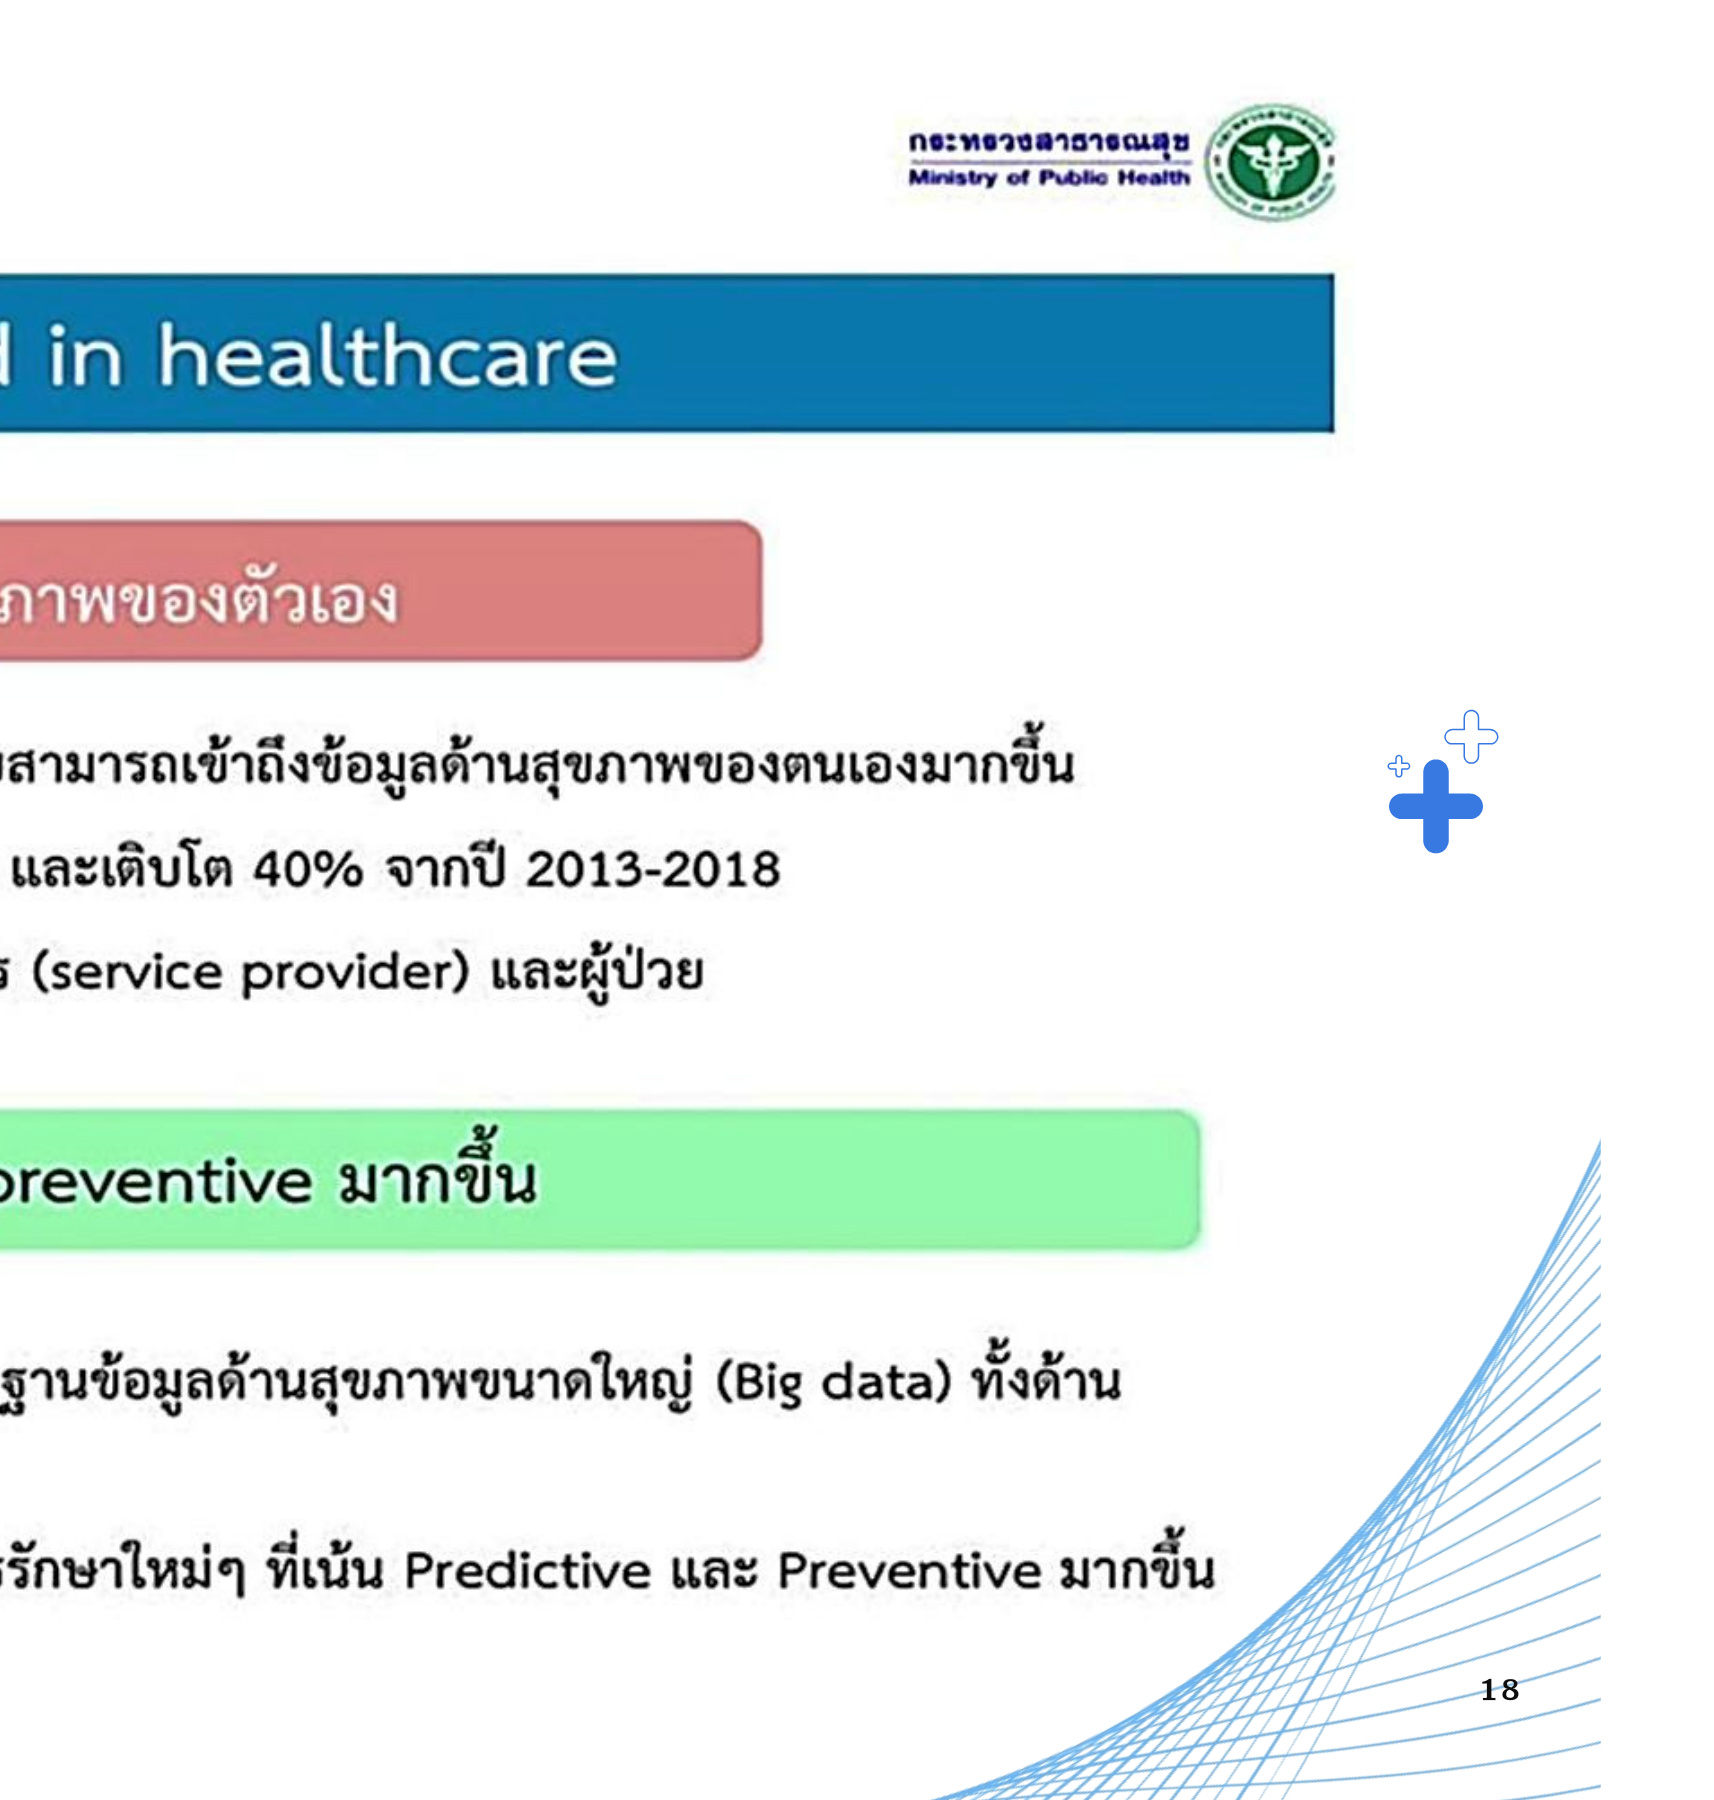 กระทรวงสาธารณสุข
Ministry of Public Health
in healthcare
ภาพของตัวเอง
สามารถเข้าถึงข้อมูลด้านสุขภาพของตนเองมากขึ้น
และเติบโต 40% จากปี 2013-2018
(service provider) และผู้ป่วย
preventive มากขึ้น
ฐานข้อมูลด้านสุขภาพขนาดใหญ่ (Big data) ทั้งด้าน
รักษาใหม่ๆ ที่เน้น Predictive และ Preventive มากขึ้น
18